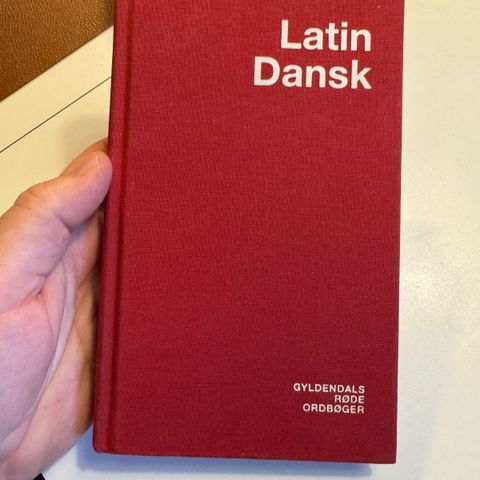 Latin
Dansk
GYLDENDALS
RØDE
ORDBØGER